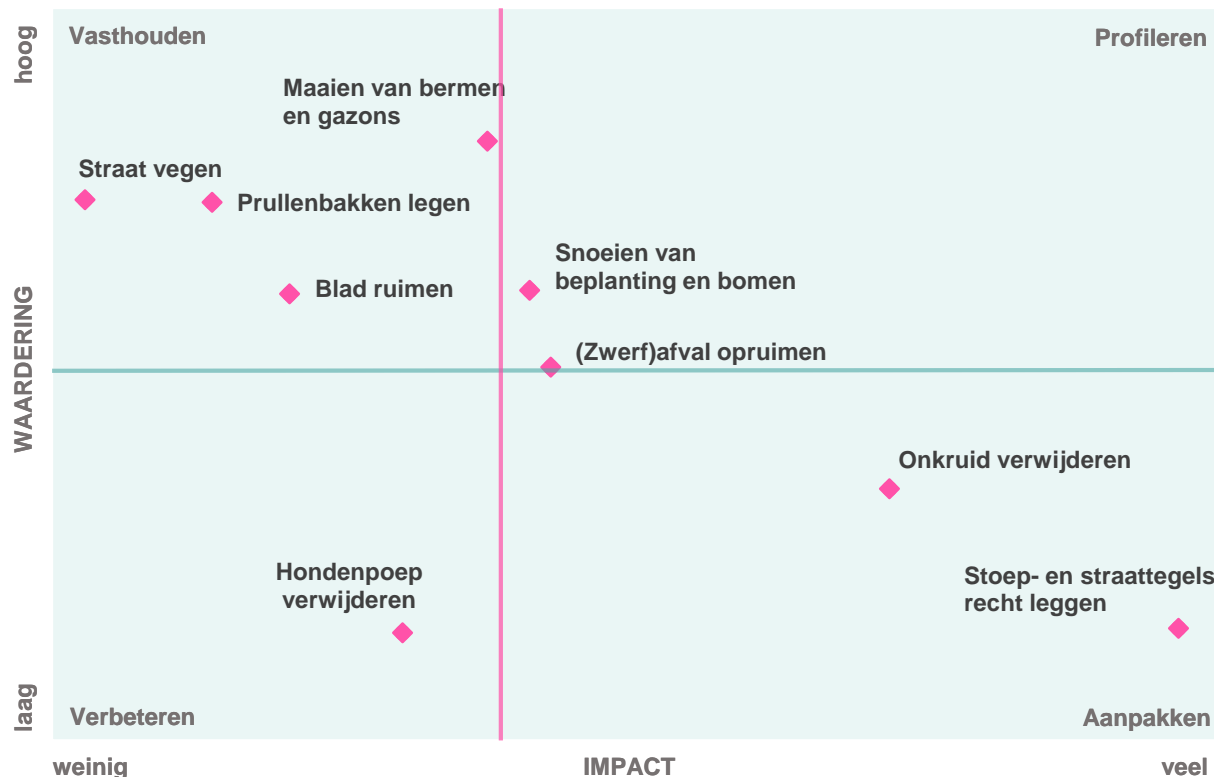 hoog
Vasthouden
Profileren
Maaien van bermen
en gazons
Straat vegen
Prullenbakken legen
Snoeien van
beplanting en bomen
Blad ruimen
(Zwerf)afval opruimen
WAARDERING
Onkruid verwijderen
Hondenpoep
verwijderen
Stoep- en straattegels
recht leggen
laag
Verbeteren
Aanpakken
weinig
IMPACT
veel